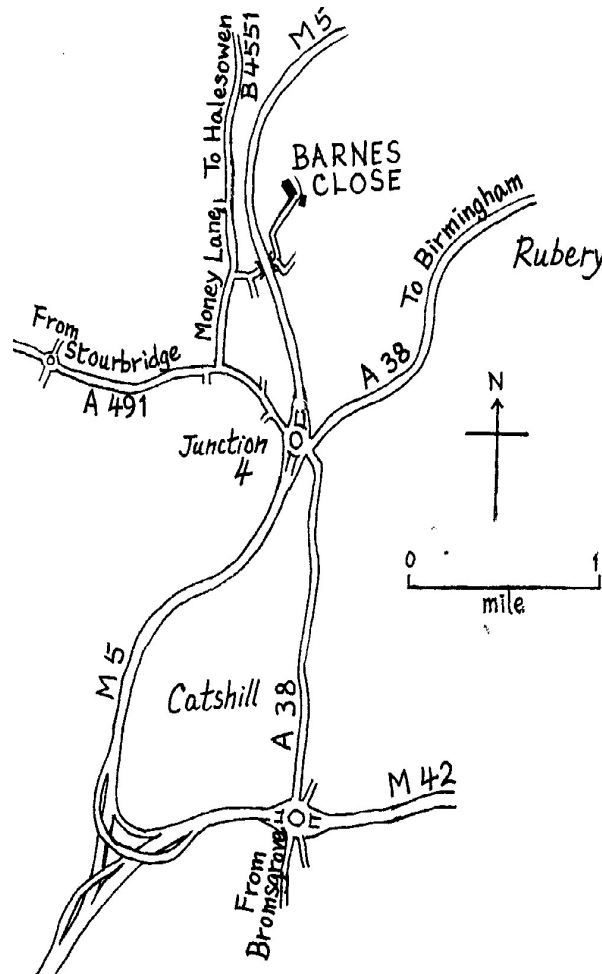 M5
To Halesowen
B4551
BARNES
CLOSE
Money Lane
To Birmingham
Rubery
From
Stourbridge
A 491
A 38
N
Junction
4
0 1
mile
M 5
Catshill
A 38
M 42
From
Bromsgrove